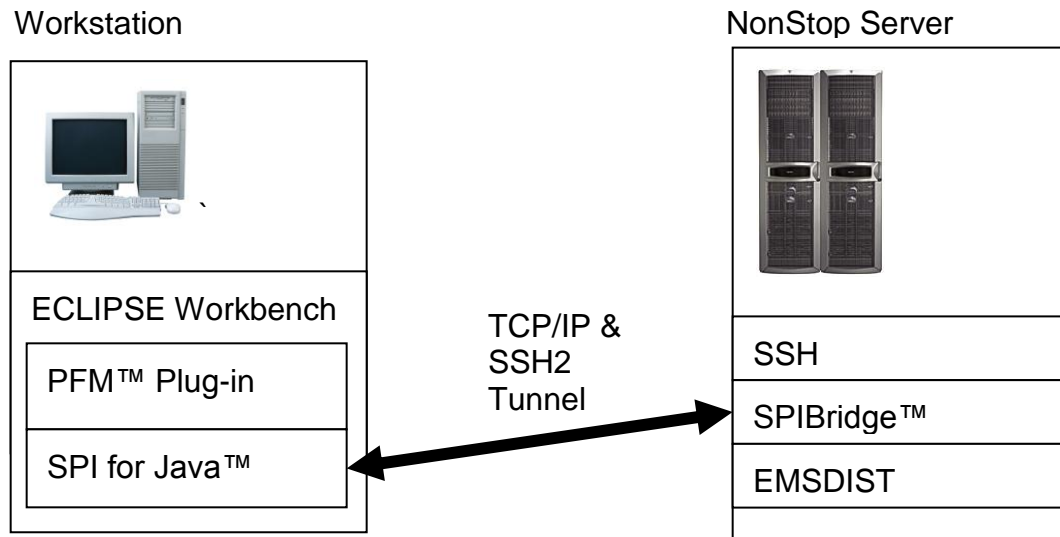 Workstation
NonStop Server
`
ECLIPSE Workbench
PFM™ Plug-in
SPI for Java™
TCP/IP &
SSH2
Tunnel
SSH
SPIBridge™
EMSDIST